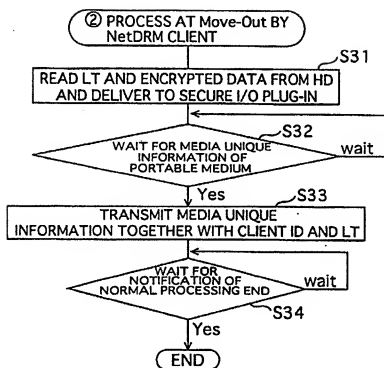 ② PROCESS AT Move-Out BY
NetDRM CLIENT
S31
READ LT AND ENCRYPTED DATA FROM HD
AND DELIVER TO SECURE I/O PLUG-IN
S32
WAIT FOR MEDIA UNIQUE
INFORMATION OF
PORTABLE MEDIUM
wait
Yes
S33
TRANSMIT MEDIA UNIQUE
INFORMATION TOGETHER WITH CLIENT ID AND LT
WAIT FOR
NOTIFICATION OF
NORMAL PROCESSING END
wait
S34
Yes
END